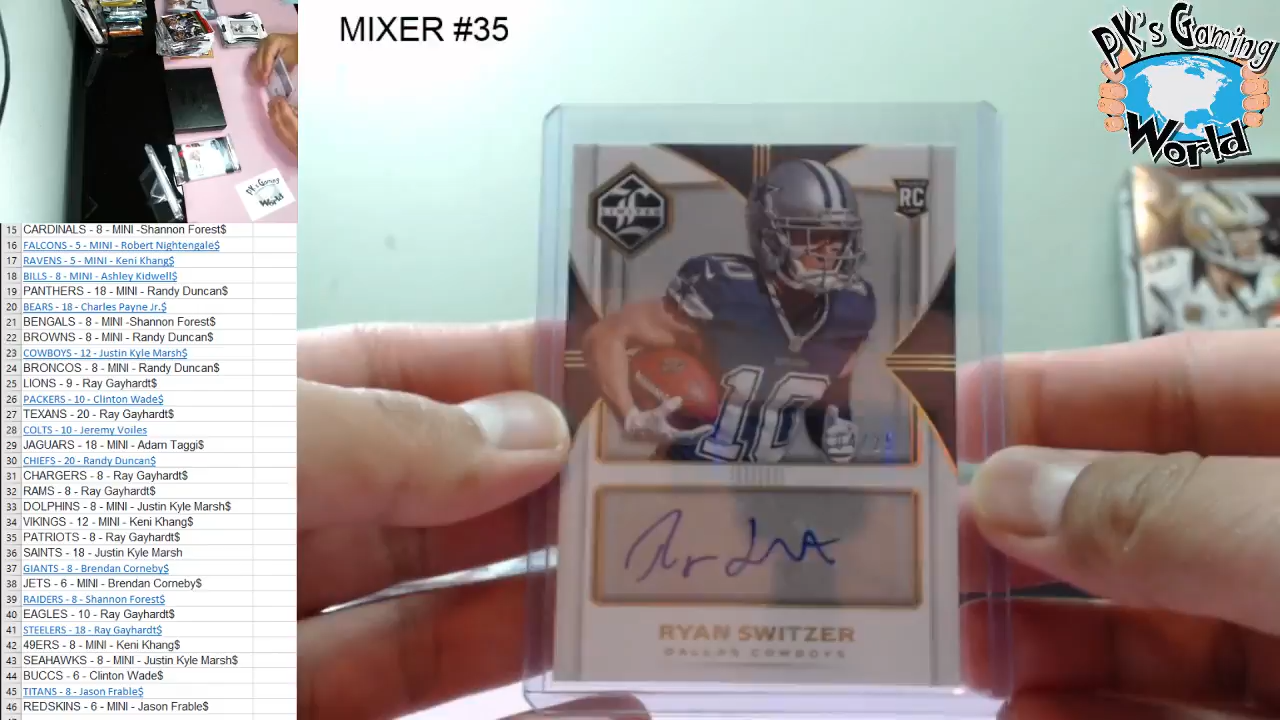 MIXER #35
PK's Gaming
World
PK's Gaming
World
15 CARDINALS - 8 - MINI -Shannon Forest$
16 FALCONS - 5 - MINI - Robert Nightengale$
17 RAVENS - 5 - MINI - Keni Khang$
18 BILLS - 8 - MINI - Ashley Kidwell$
19 PANTHERS - 18 - MINI - Randy Duncan$
20 BEARS - 18 - Charles Payne Jr.$
21 BENGALS - 8 - MINI -Shannon Forest$
22 BROWNS - 8 - MINI - Randy Duncan$
23 COWBOYS - 12 - Justin Kyle Marsh$
24 BRONCOS - 8 - MINI - Randy Duncan$
25 LIONS - 9 - Ray Gayhardt$
26 PACKERS - 10 - Clinton Wade$
27 TEXANS - 20 - Ray Gayhardt$
28 COLTS - 10 - Jeremy Voiles
29 JAGUARS - 18 - MINI - Adam Taggi$
30 CHIEFS - 20 - Randy Duncan$
31 CHARGERS - 8 - Ray Gayhardt$
32 RAMS - 8 - Ray Gayhardt$
33 DOLPHINS - 8 - MINI - Justin Kyle Marsh$
34 VIKINGS - 12 - MINI - Keni Khang$
35 PATRIOTS - 8 - Ray Gayhardt$
36 SAINTS - 18 - Justin Kyle Marsh
37 GIANTS - 8 - Brendan Corneby$
38 JETS - 6 - MINI - Brendan Corneby$
39 RAIDERS - 8 - Shannon Forest$
40 EAGLES - 10 - Ray Gayhardt$
41 STEELERS - 18 - Ray Gayhardt$
42 49ERS - 8 - MINI - Keni Khang$
43 SEAHAWKS - 8 - MINI - Justin Kyle Marsh$
44 BUCCS - 6 - Clinton Wade$
45 TITANS - 8 - Jason Frable$
46 REDSKINS - 6 - MINI - Jason Frable$
LIMITED
RC
10
10
RYAN SWITZER
DALLAS COWBOYS